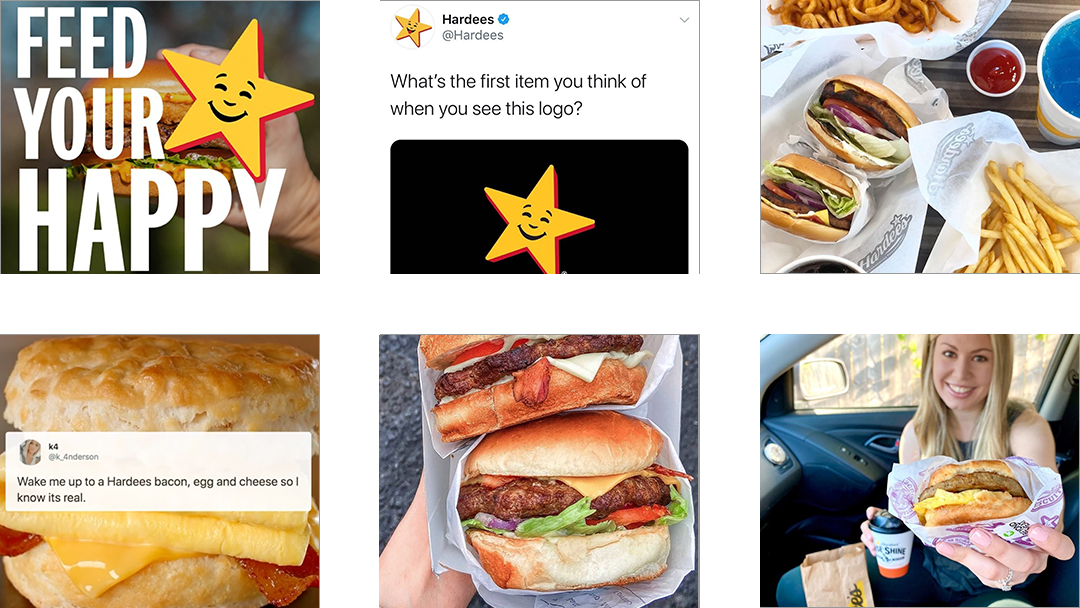 FEED
YOUR
HAPPY
Hardees
@Hardees
What's the first item you think of
when you see this logo?
Hardee's
k4
@k_4nderson
Wake me up to a Hardees bacon, egg and cheese so I
know its real.
SHINE